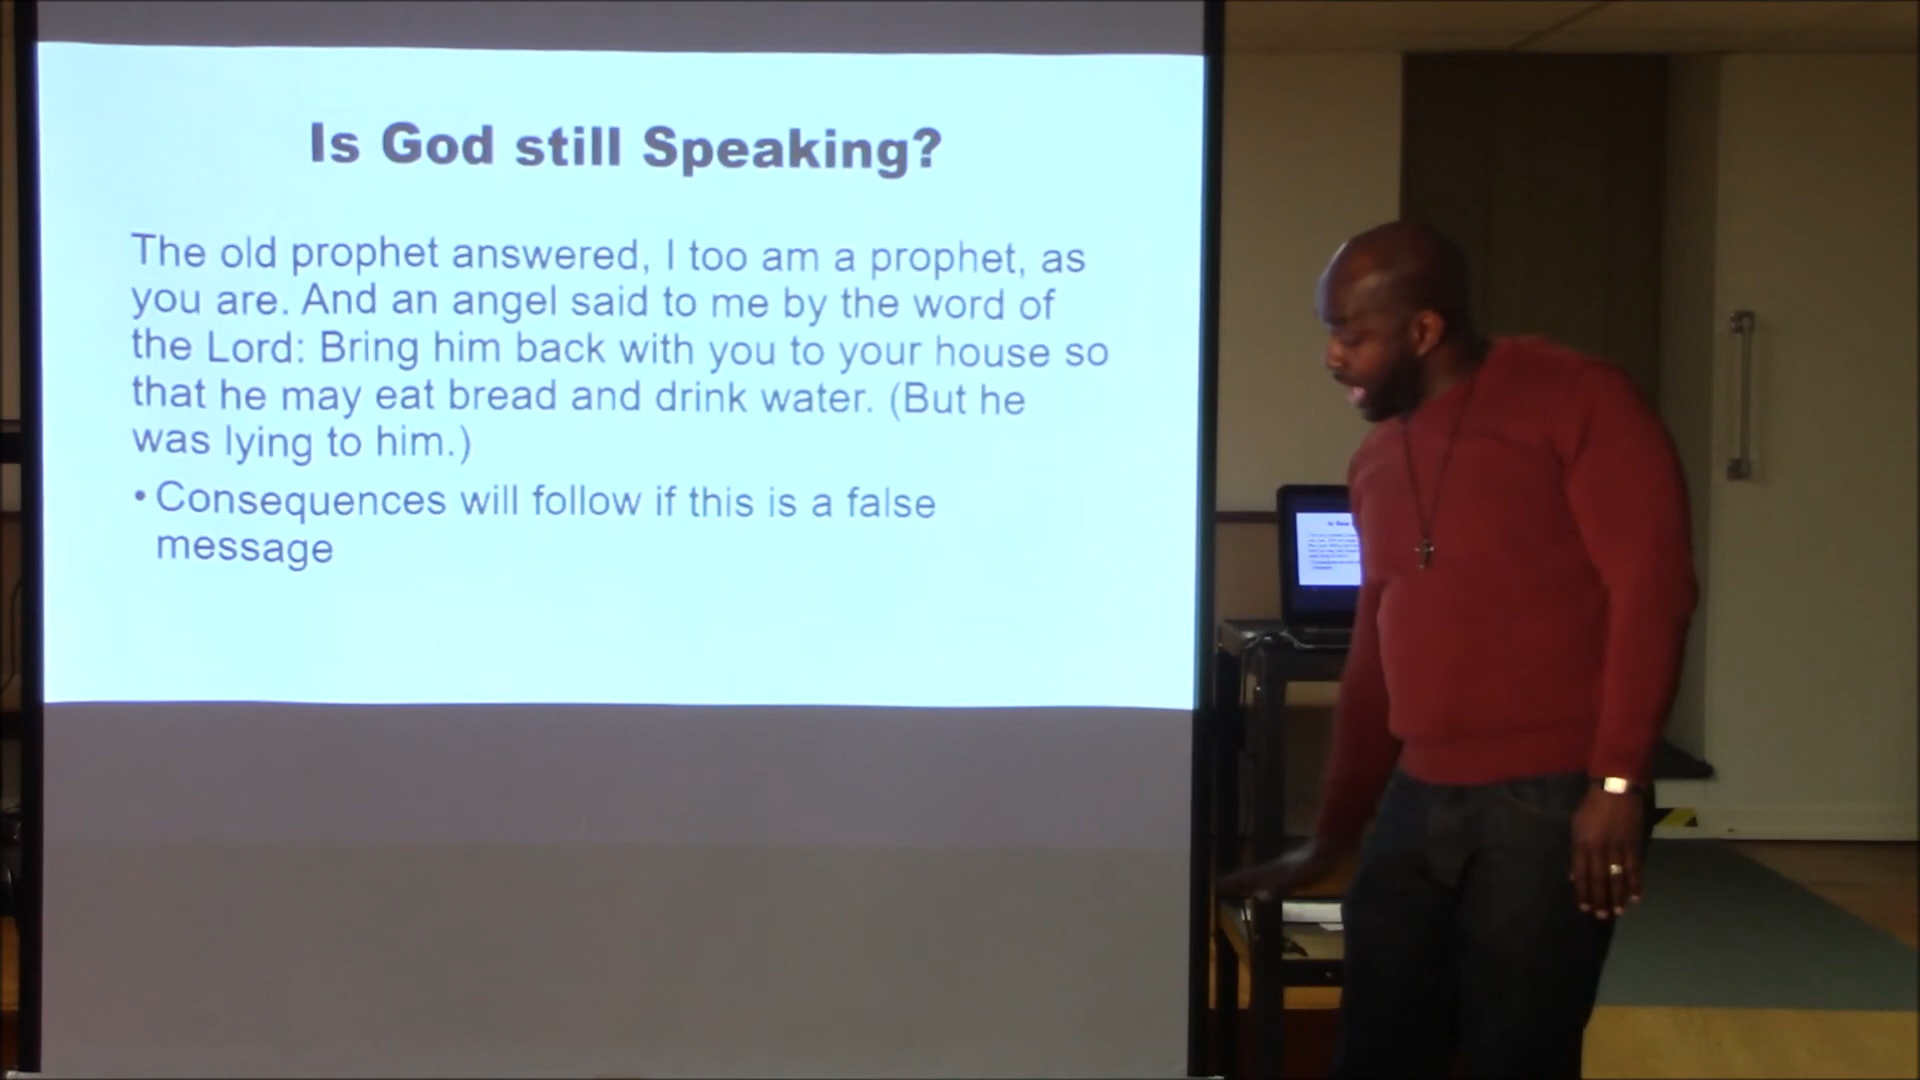 Is God still Speaking?
The old prophet answered, I too am a prophet, as
you are. And an angel said to me by the word of
the Lord: Bring him back with you to your house so
that he may eat bread and drink water. (But he
was lying to him.)
• Consequences will follow if this is a false
message